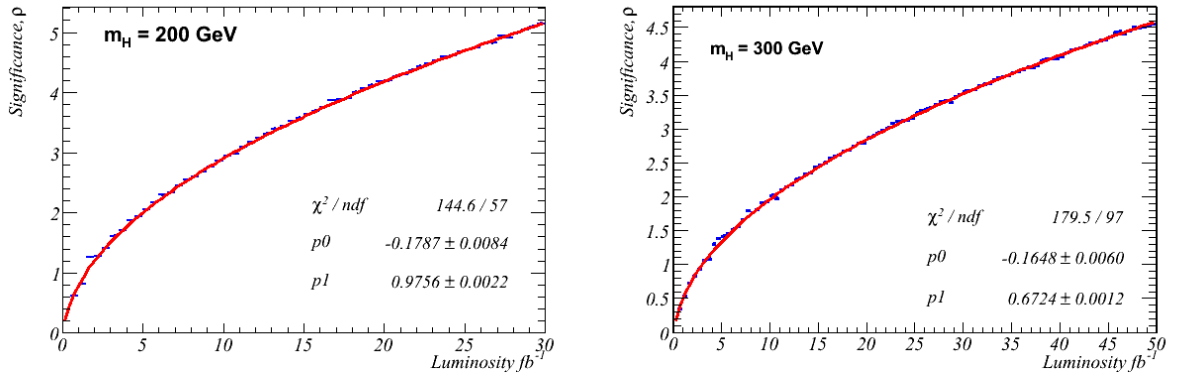 Significance, ρ
m_H = 200 GeV
5
4
3
2
1
0
χ² / ndf 144.6 / 57
p0 -0.1787 ± 0.0084
p1 0.9756 ± 0.0022
0 5 10 15 20 25 30
Luminosity fb⁻¹
Significance, ρ
m_H = 300 GeV
4.5
4
3.5
3
2.5
2
1.5
1
0.5
0
χ² / ndf 179.5 / 97
p0 -0.1648 ± 0.0060
p1 0.6724 ± 0.0012
0 5 10 15 20 25 30 35 40 45 50
Luminosity fb⁻¹